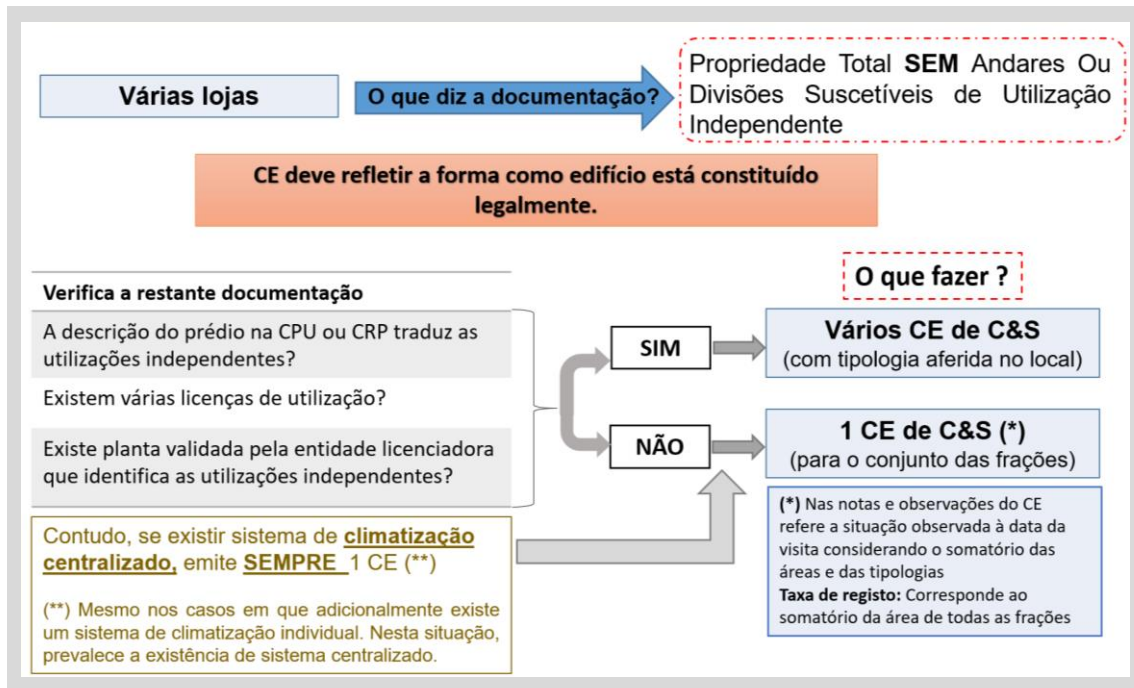 Várias lojas
O que diz a documentação?
Propriedade Total SEM Andares Ou
Divisões Suscetíveis de Utilização
Independente
CE deve refletir a forma como edifício está constituído
legalmente.
O que fazer ?
Verifica a restante documentação
A descrição do prédio na CPU ou CRP traduz as
utilizações independentes?
Existem várias licenças de utilização?
Existe planta validada pela entidade licenciadora
que identifica as utilizações independentes?
SIM
Vários CE de C&S
(com tipologia aferida no local)
NÃO
1 CE de C&S (*)
(para o conjunto das frações)
Contudo, se existir sistema de climatização
centralizado, emite SEMPRE 1 CE (**)
(**) Mesmo nos casos em que adicionalmente existe
um sistema de climatização individual. Nesta situação,
prevalece a existência de sistema centralizado.
(*) Nas notas e observações do CE
refere a situação observada à data da
visita considerando o somatório das
áreas e das tipologias
Taxa de registo: Corresponde ao
somatório da área de todas as frações